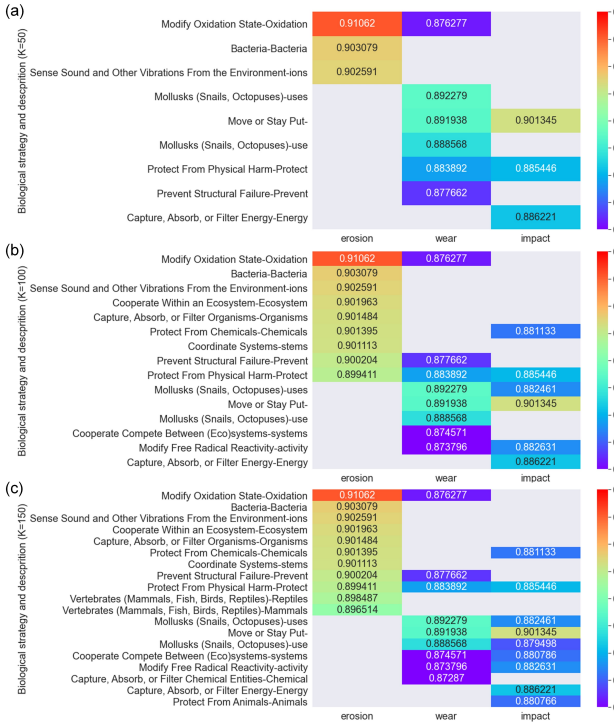 (a)
Biological strategy and descprition (K=50)
Modify Oxidation State-Oxidation 0.91062 0.876277
Bacteria-Bacteria 0.903079
Sense Sound and Other Vibrations From the Environment-ions 0.902591
Mollusks (Snails, Octopuses)-uses 0.892279
Move or Stay Put- 0.891938 0.901345
Mollusks (Snails, Octopuses)-use 0.888568
Protect From Physical Harm-Protect 0.883892 0.885446
Prevent Structural Failure-Prevent 0.877662
Capture, Absorb, or Filter Energy-Energy 0.886221
erosion wear impact
(b)
Biological strategy and descprition (K=100)
Modify Oxidation State-Oxidation 0.91062 0.876277
Bacteria-Bacteria 0.903079
Sense Sound and Other Vibrations From the Environment-ions 0.902591
Cooperate Within an Ecosystem-Ecosystem 0.901963
Capture, Absorb, or Filter Organisms-Organisms 0.901484
Protect From Chemicals-Chemicals 0.901395 0.881133
Coordinate Systems-stems 0.901113
Prevent Structural Failure-Prevent 0.900204 0.877662
Protect From Physical Harm-Protect 0.899411 0.883892 0.885446
Mollusks (Snails, Octopuses)-uses 0.892279 0.882461
Move or Stay Put- 0.891938 0.901345
Mollusks (Snails, Octopuses)-use 0.888568
Cooperate Compete Between (Eco)systems-systems 0.874571
Modify Free Radical Reactivity-activity 0.873796 0.882631
Capture, Absorb, or Filter Energy-Energy 0.886221
erosion wear impact
(c)
Biological strategy and descprition (K=150)
Modify Oxidation State-Oxidation 0.91062 0.876277
Bacteria-Bacteria 0.903079
Sense Sound and Other Vibrations From the Environment-ions 0.902591
Cooperate Within an Ecosystem-Ecosystem 0.901963
Capture, Absorb, or Filter Organisms-Organisms 0.901484
Protect From Chemicals-Chemicals 0.901395 0.881133
Coordinate Systems-stems 0.901113
Prevent Structural Failure-Prevent 0.900204 0.877662
Protect From Physical Harm-Protect 0.899411 0.883892 0.885446
Vertebrates (Mammals, Fish, Birds, Reptiles)-Reptiles 0.898487
Vertebrates (Mammals, Fish, Birds, Reptiles)-Mammals 0.896514
Mollusks (Snails, Octopuses)-uses 0.892279 0.882461
Move or Stay Put- 0.891938 0.901345
Mollusks (Snails, Octopuses)-use 0.888568 0.879498
Cooperate Compete Between (Eco)systems-systems 0.874571 0.880786
Modify Free Radical Reactivity-activity 0.873796 0.882631
Capture, Absorb, or Filter Chemical Entities-Chemical 0.87287
Capture, Absorb, or Filter Energy-Energy 0.886221
Protect From Animals-Animals 0.880766
erosion wear impact